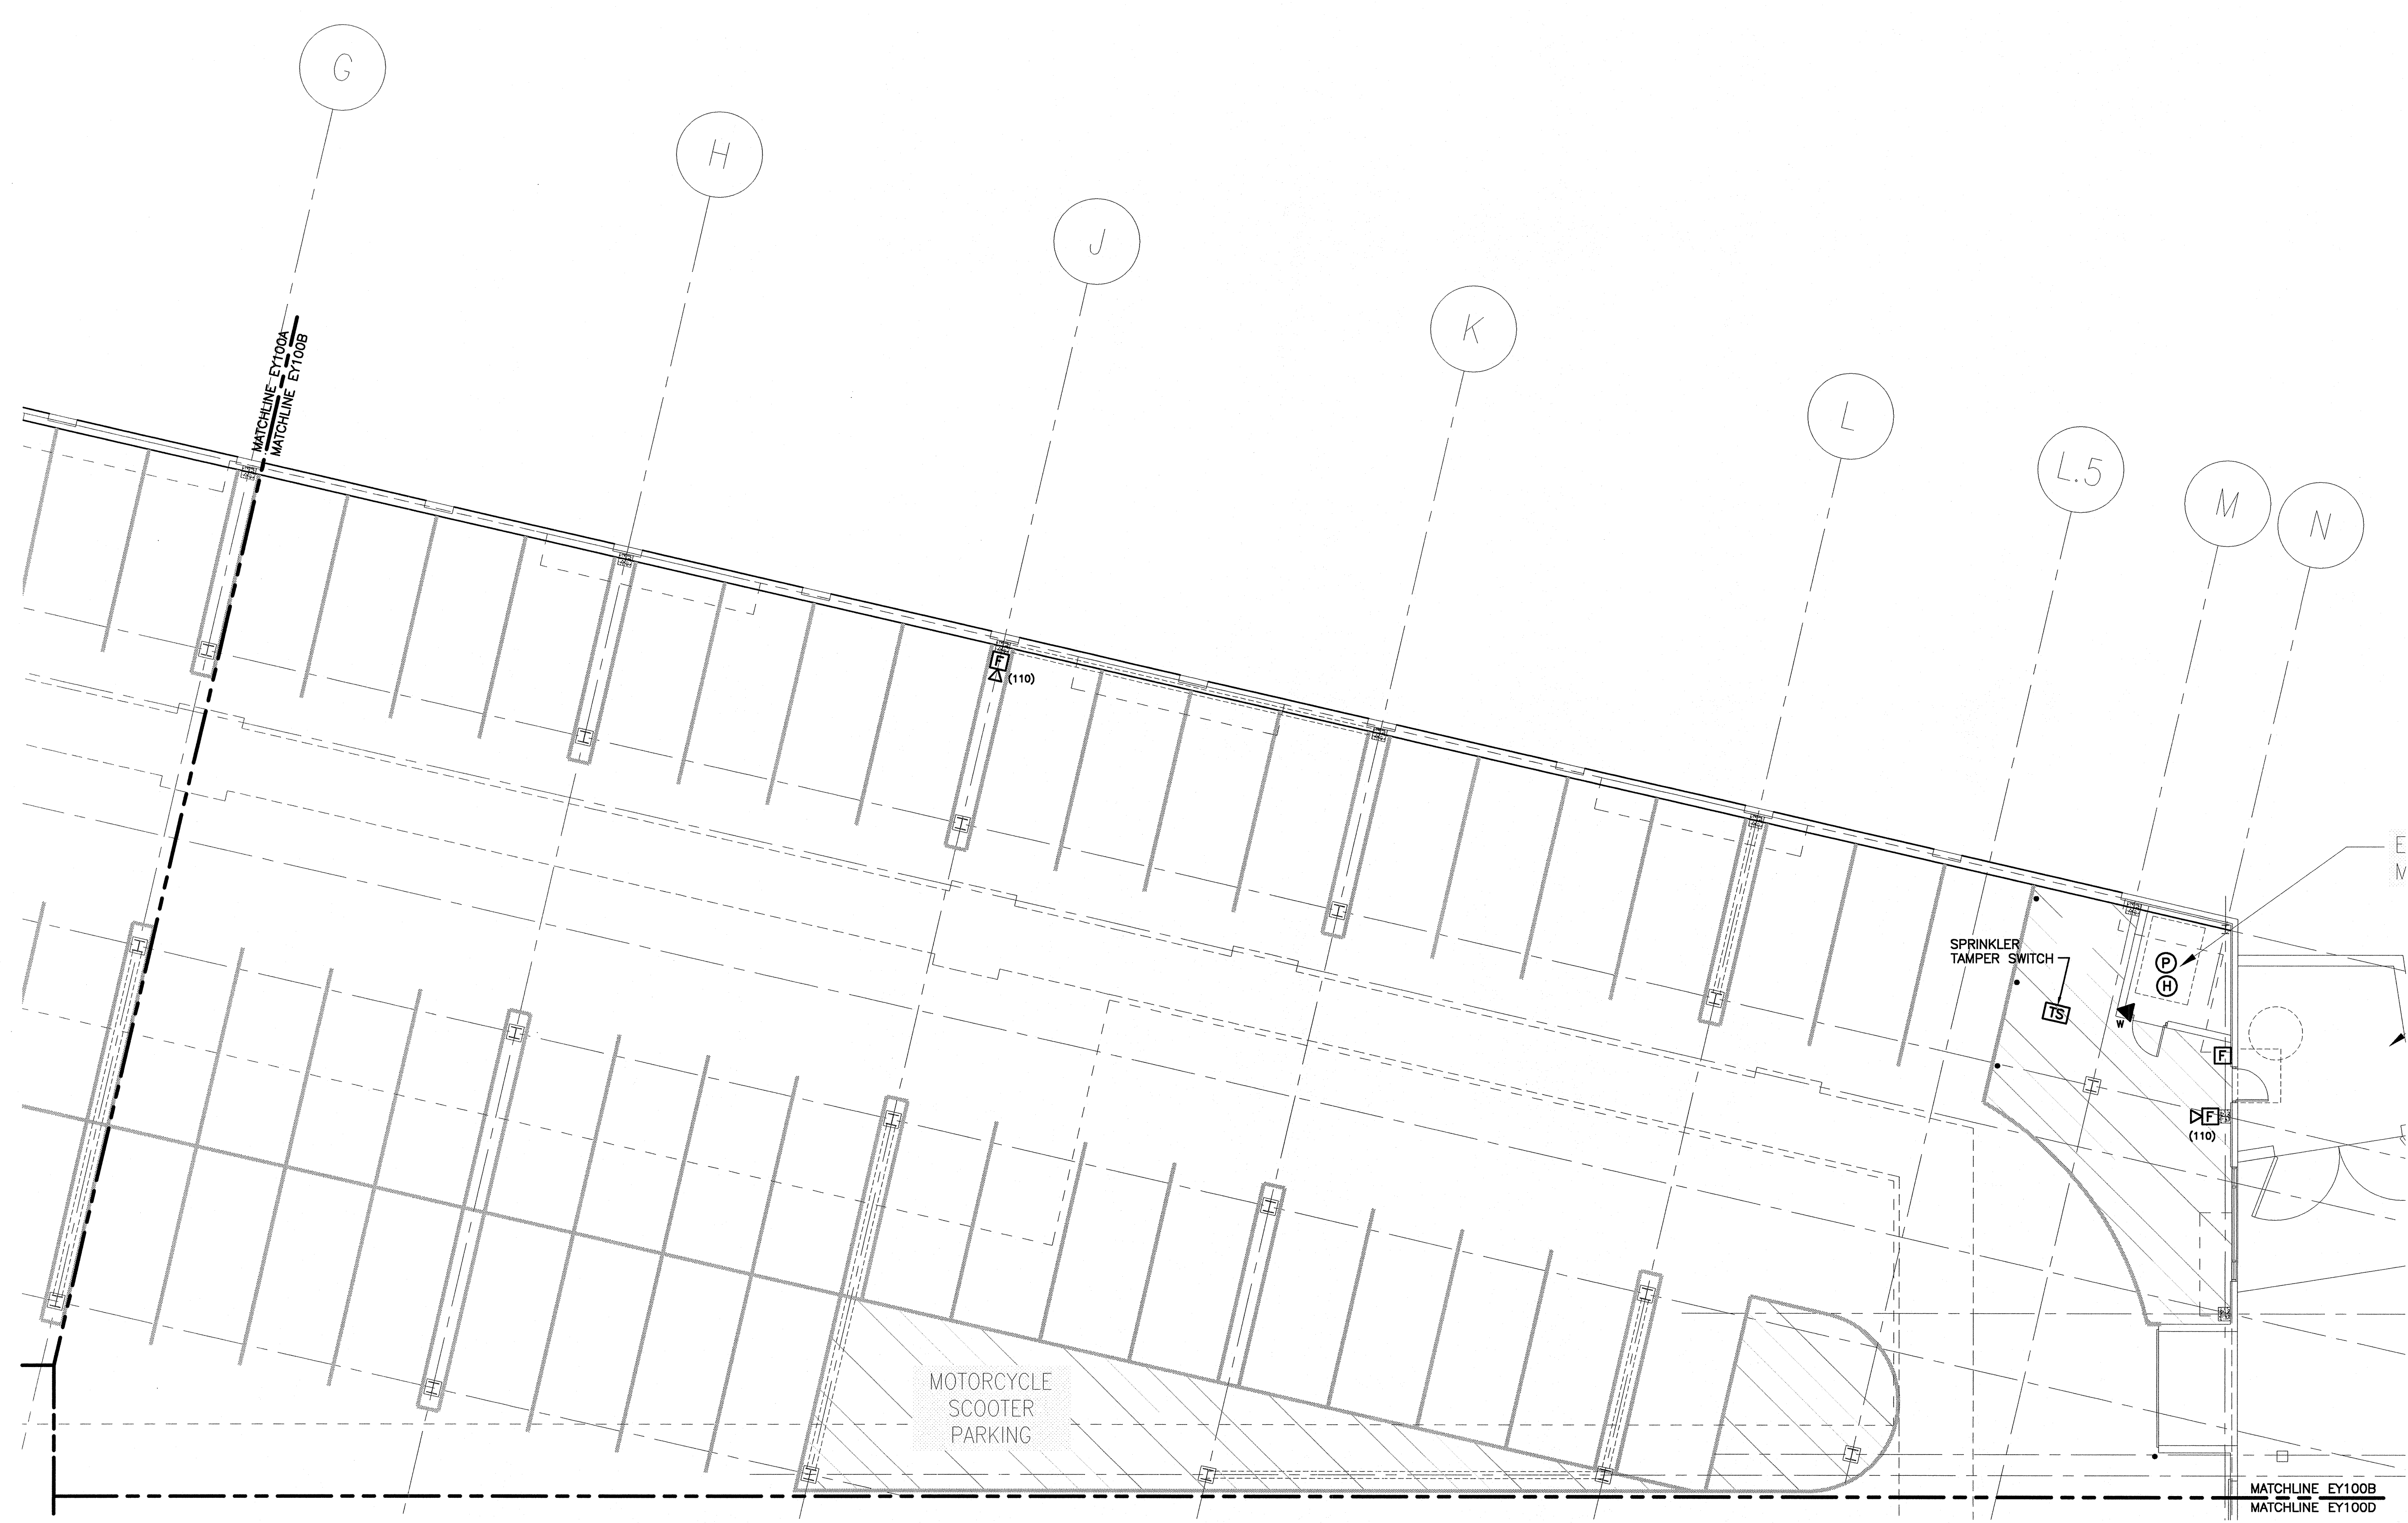 G
H
J
K
L
L.5
M
N
MATCHLINE EY100A
MATCHLINE EY100B
F
(110)
E
M
SPRINKLER
TAMPER SWITCH
P
H
TS
W
F
F
(110)
MOTORCYCLE
SCOOTER
PARKING
MATCHLINE EY100B
MATCHLINE EY100D